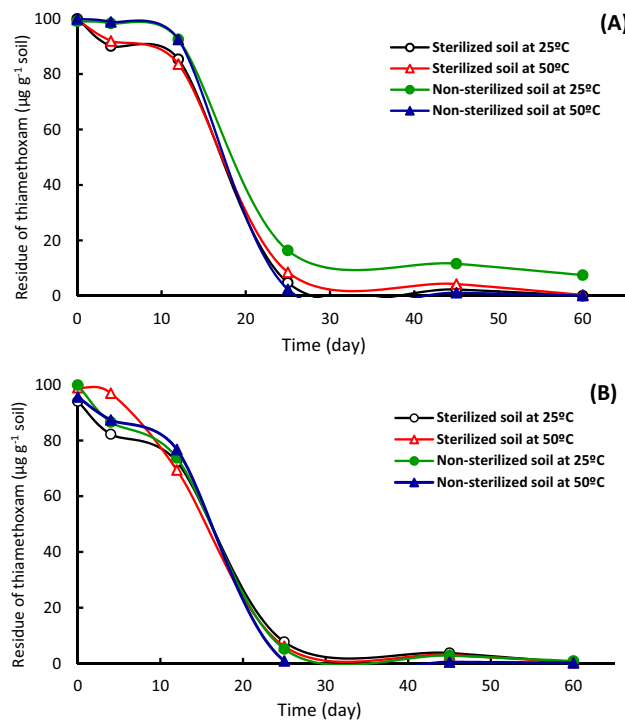 (A)
100
80
60
40
20
0
Residue of thiamethoxam (µg g⁻¹ soil)
Sterilized soil at 25ºC
Sterilized soil at 50ºC
Non-sterilized soil at 25ºC
Non-sterilized soil at 50ºC
0 10 20 30 40 50 60
Time (day)
(B)
100
80
60
40
20
0
Residue of thiamethoxam (µg g⁻¹ soil)
Sterilized soil at 25ºC
Sterilized soil at 50ºC
Non-sterilized soil at 25ºC
Non-sterilized soil at 50ºC
0 10 20 30 40 50 60
Time (day)